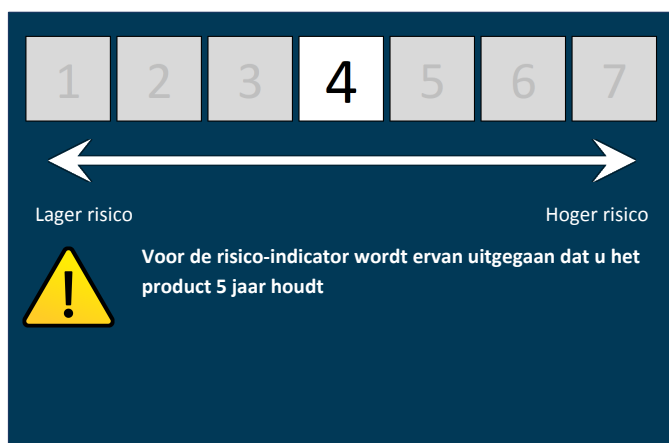 1 2 3 4 5 6 7
Lager risico Hoger risico
Voor de risico-indicator wordt ervan uitgegaan dat u het
product 5 jaar houdt